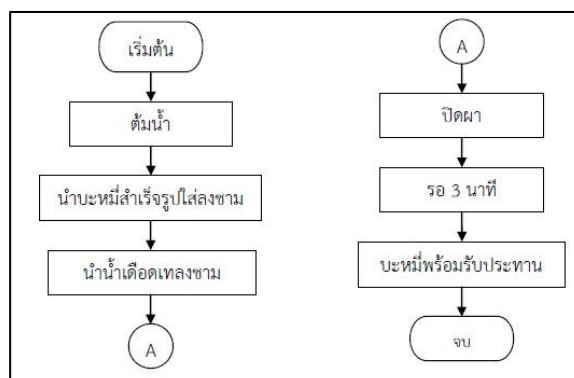 เริ่มต้น
ต้มน้ำ
นำบะหมี่สำเร็จรูปใส่ลงชาม
นำน้ำเดือดเทลงชาม
A
A
ปิดฝา
รอ 3 นาที
บะหมี่พร้อมรับประทาน
จบ